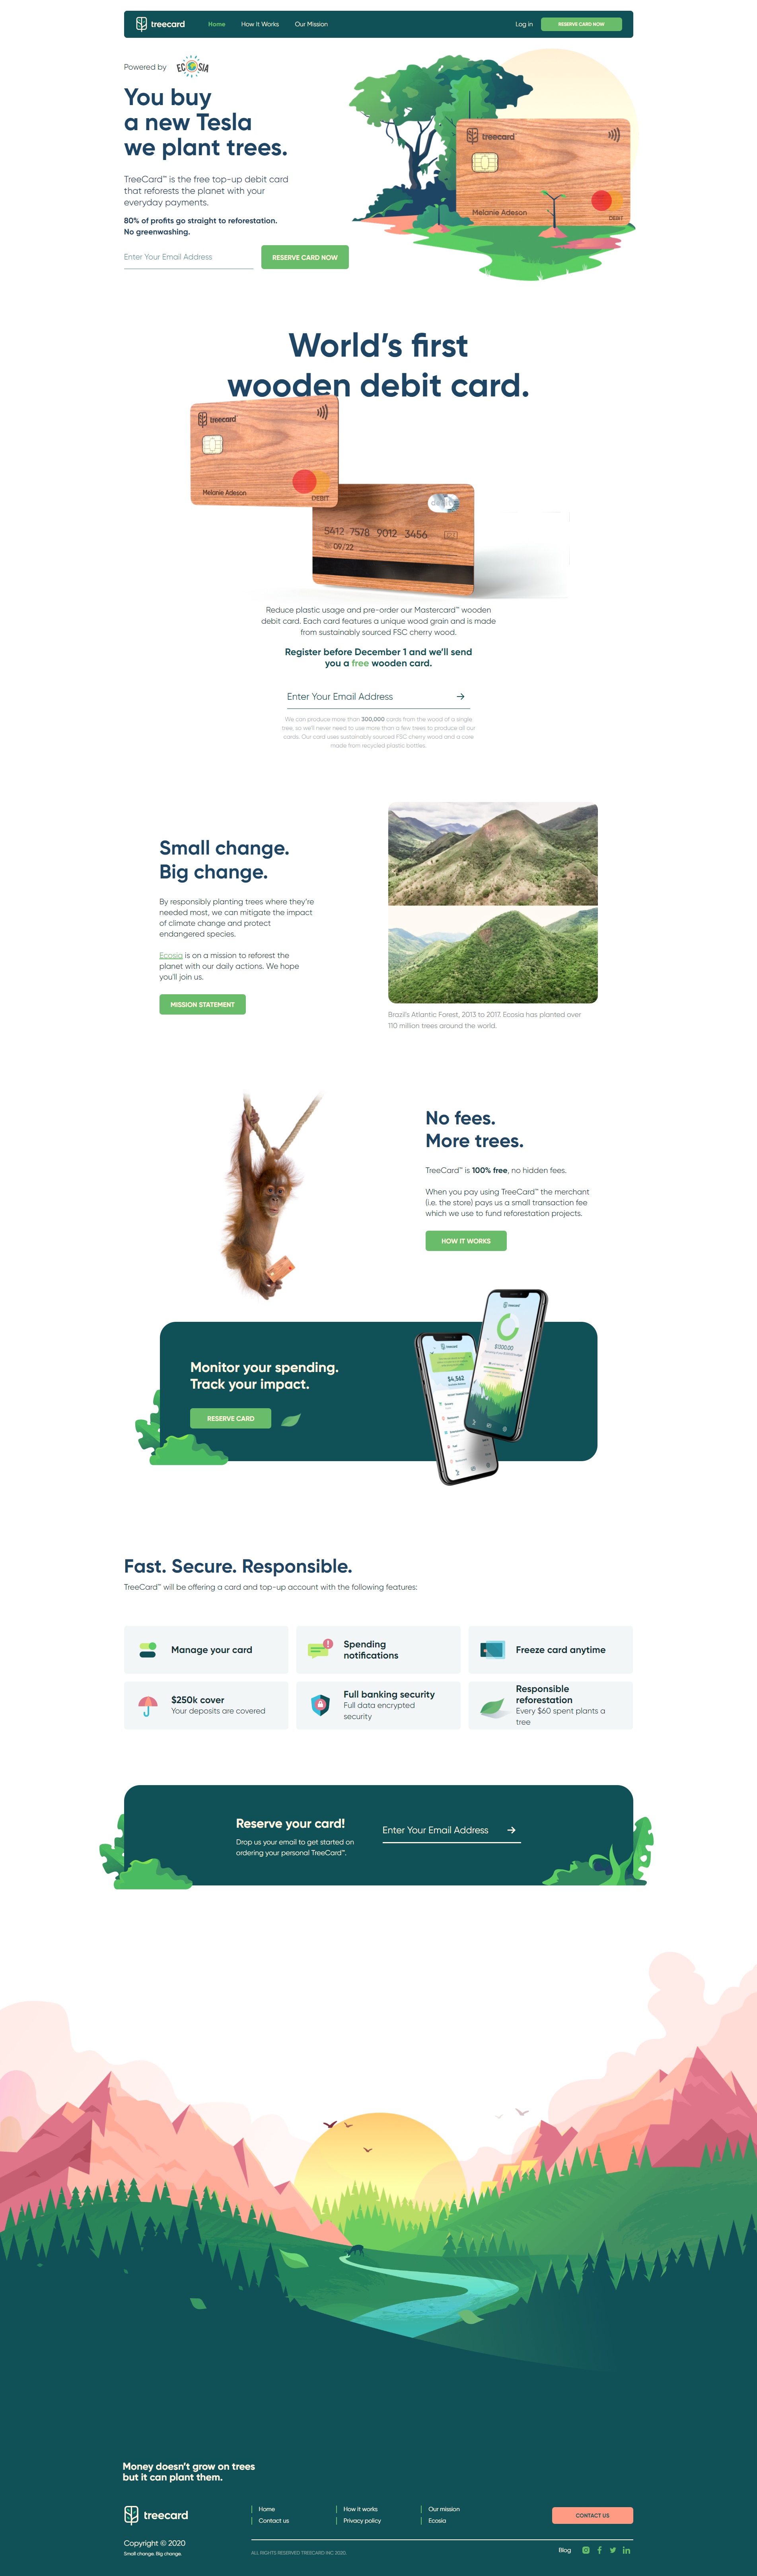 treecard
Home
How It Works
Our Mission
Log in
RESERVE CARD NOW
Powered by
ECOSIA
You buy
a new Tesla
we plant trees.
TreeCard™ is the free top-up debit card
that reforests the planet with your
everyday payments.
80% of profits go straight to reforestation.
No greenwashing.
Enter Your Email Address
RESERVE CARD NOW
treecard
Melanie Adeson
DEBIT
World's first
wooden debit card.
treecard
Melanie Adeson
DEBIT
5412 7578 9012 3456
09/22
Reduce plastic usage and pre-order our Mastercard™ wooden
debit card. Each card features a unique wood grain and is made
from sustainably sourced FSC cherry wood.
Register before December 1 and we'll send
you a free wooden card.
Enter Your Email Address
We can produce more than 300,000 cards from the wood of a single
tree, so we'll never need to use more than a few trees to produce all our
cards. Our card uses sustainably sourced FSC cherry wood and a core
made from recycled plastic bottles.
Small change.
Big change.
By responsibly planting trees where they're
needed most, we can mitigate the impact
of climate change and protect
endangered species.
Ecosia is on a mission to reforest the
planet with our daily actions. We hope
you'll join us.
MISSION STATEMENT
Brazil's Atlantic Forest, 2013 to 2017. Ecosia has planted over
110 million trees around the world.
No fees.
More trees.
TreeCard™ is 100% free, no hidden fees.
When you pay using TreeCard™ the merchant
(i.e. the store) pays us a small transaction fee
which we use to fund reforestation projects.
HOW IT WORKS
Monitor your spending.
Track your impact.
RESERVE CARD
treecard
$1300.00
treecard
$4,562
Fast. Secure. Responsible.
TreeCard™ will be offering a card and top-up account with the following features:
Manage your card
Spending
notifications
Freeze card anytime
$250k cover
Your deposits are covered
Full banking security
Full data encrypted
security
Responsible
reforestation
Every $60 spent plants a
tree
Reserve your card!
Drop us your email to get started on
ordering your personal TreeCard™.
Enter Your Email Address
Money doesn't grow on trees
but it can plant them.
treecard
Home
How it works
Our mission
Contact us
Privacy policy
Ecosia
CONTACT US
Copyright © 2020
Small change. Big change.
ALL RIGHTS RESERVED TREECARD INC 2020.
Blog